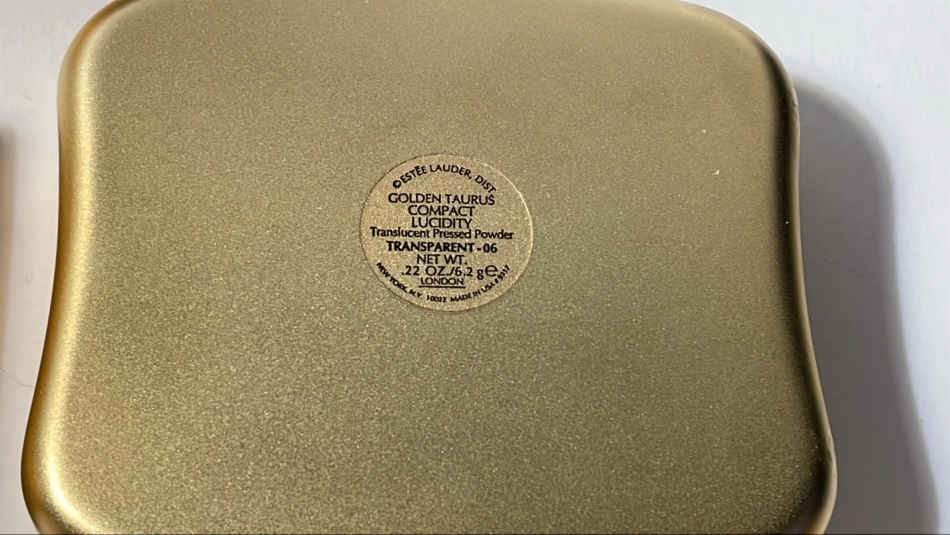 ©ESTĒE LAUDER, DIST.
GOLDEN TAURUS
COMPACT
LUCIDITY
Translucent Pressed Powder
TRANSPARENT-06
NET WT.
.22 OZ./6.2 g℮
LONDON
NEW YORK, N.Y. 10022 MADE IN USA